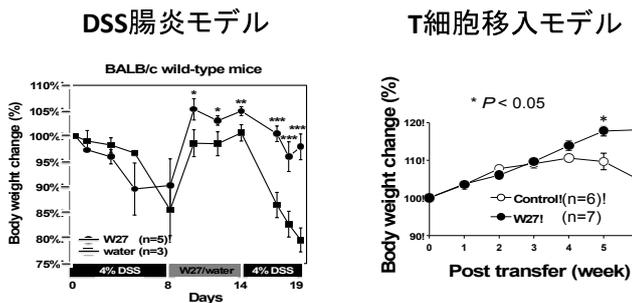 DSS腸炎モデル
BALB/c wild-type mice
Body weight change (%)
110%
105%
100%
95%
90%
85%
80%
75%
*
*
**
***
***
***
W27 (n=5)!
water (n=3)
4% DSS
W27/water
4% DSS
0
8
14
19
Days
T細胞移入モデル
Body weight change (%)
* P < 0.05
120!
110!
100!
90!
*
Control! (n=6)!
W27! (n=7)
0
1
2
3
4
5
Post transfer (week)